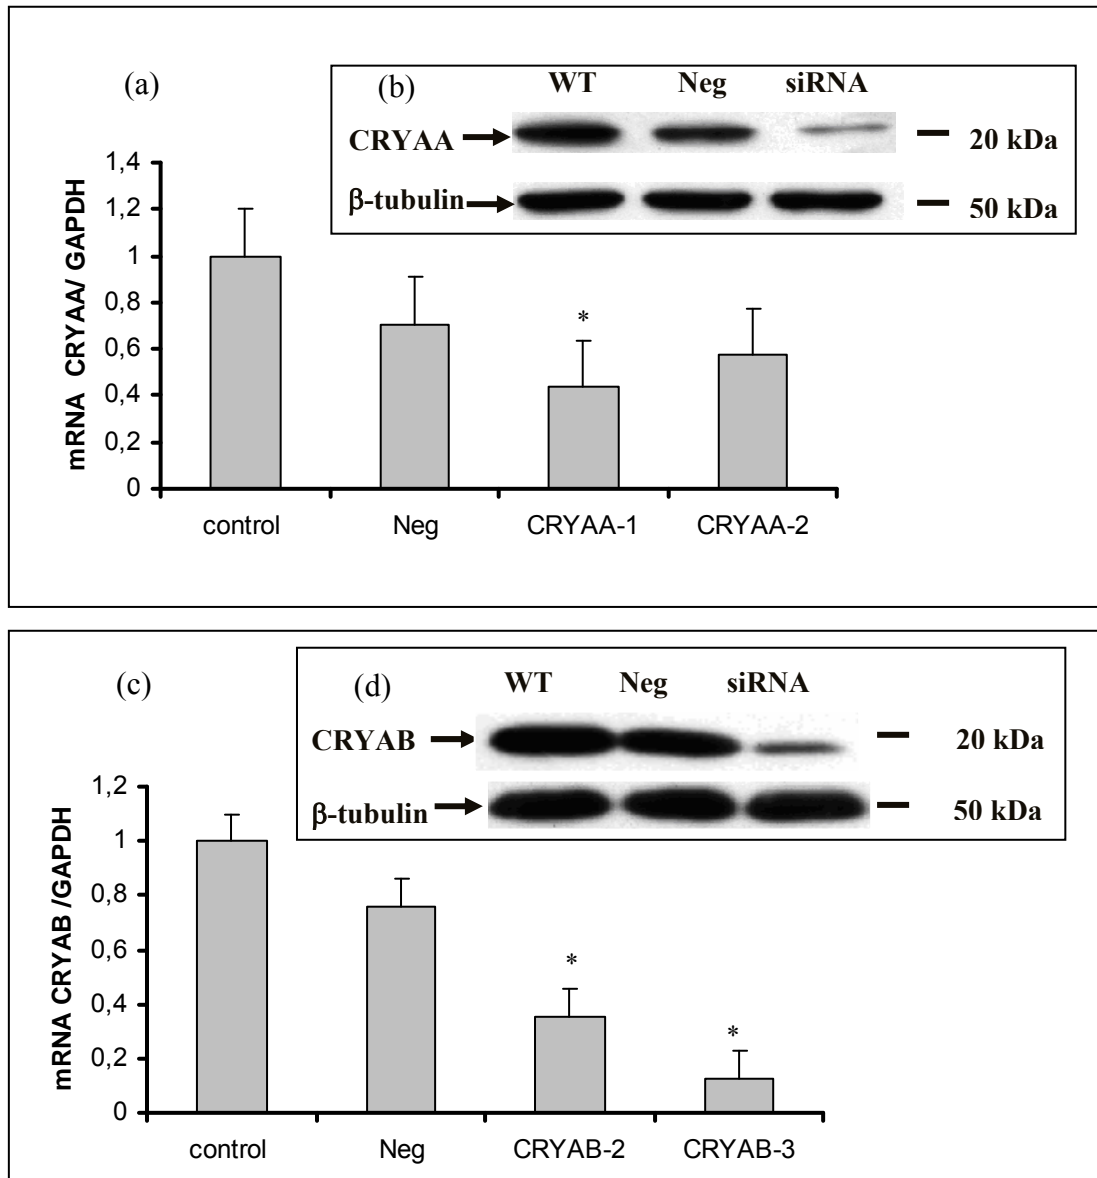 (a)
(b)
WT Neg siRNA
CRYAA
20 kDa
β-tubulin
50 kDa
mRNA CRYAA/ GAPDH
1,4
1,2
1
0,8
0,6
0,4
0,2
0
*
control Neg CRYAA-1 CRYAA-2
(c)
(d)
WT Neg siRNA
CRYAB
20 kDa
β-tubulin
50 kDa
mRNA CRYAB /GAPDH
1,2
1
0,8
0,6
0,4
0,2
0
*
*
control Neg CRYAB-2 CRYAB-3